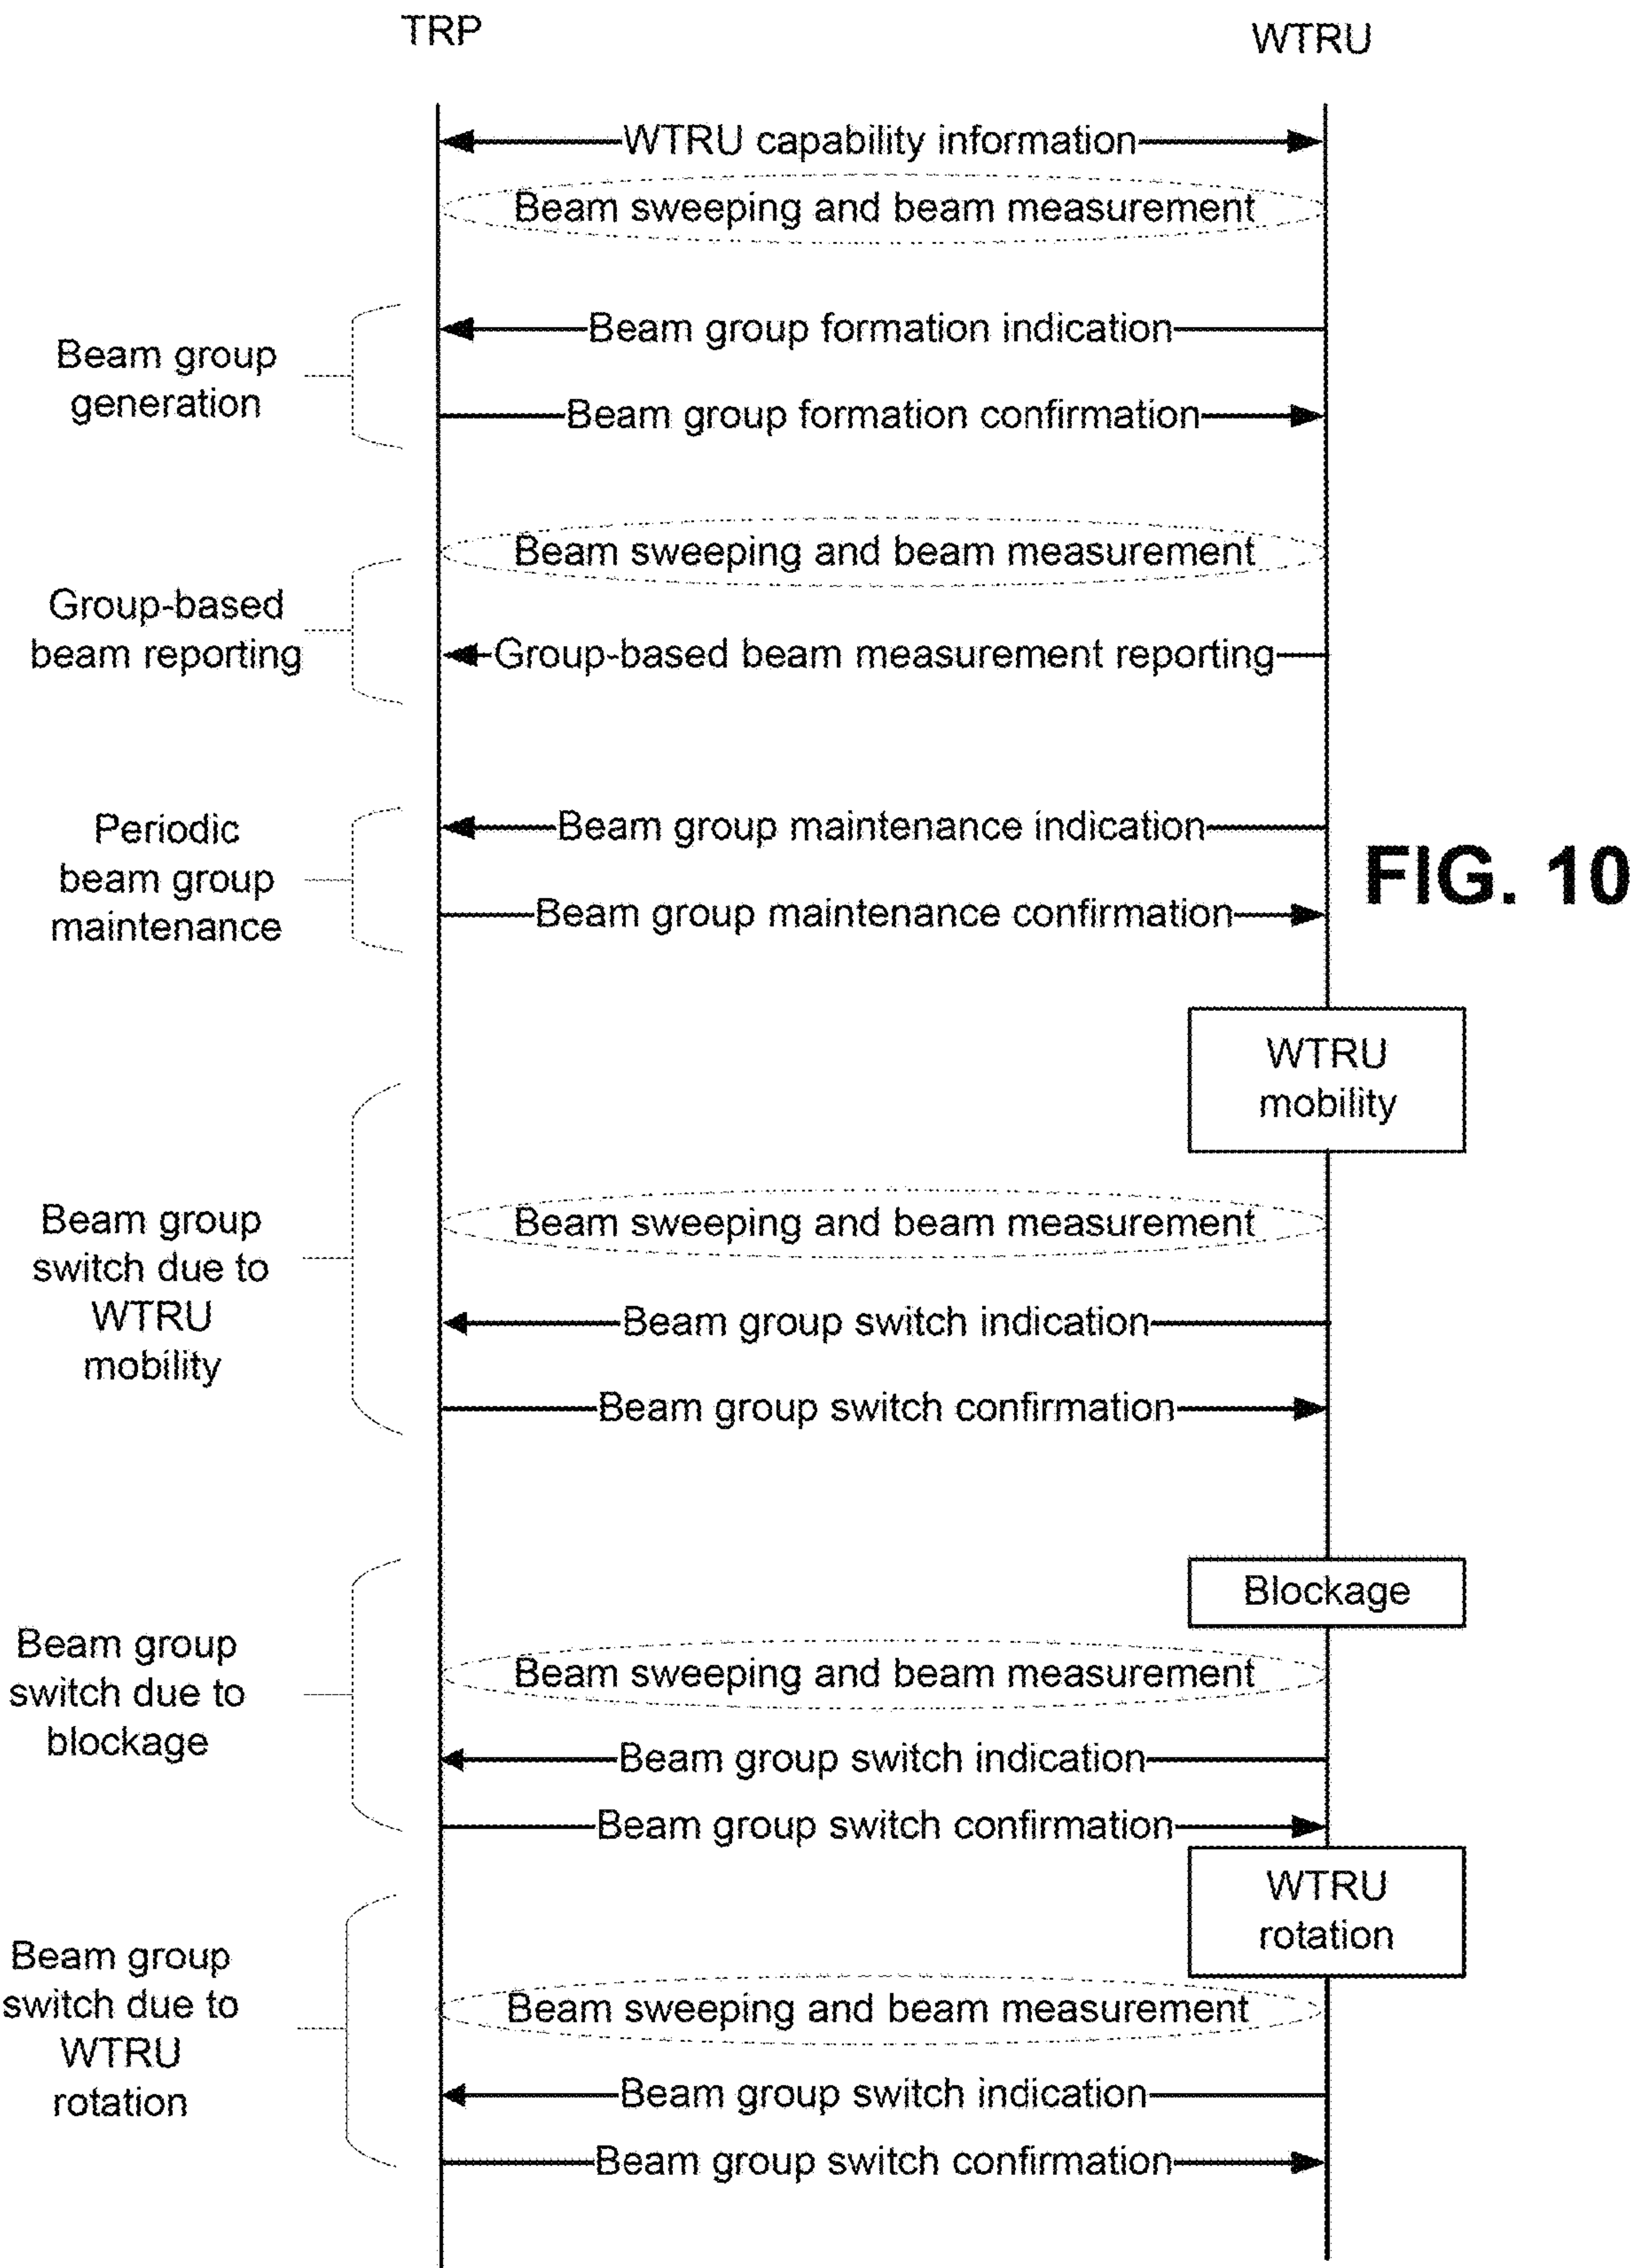 TRP
WTRU
WTRU capability information
Beam sweeping and beam measurement
Beam group
generation
Beam group formation indication
Beam group formation confirmation
Beam sweeping and beam measurement
Group-based
beam reporting
Group-based beam measurement reporting
Periodic
beam group
maintenance
Beam group maintenance indication
Beam group maintenance confirmation
FIG. 10
WTRU
mobility
Beam group
switch due to
WTRU
mobility
Beam sweeping and beam measurement
Beam group switch indication
Beam group switch confirmation
Blockage
Beam group
switch due to
blockage
Beam sweeping and beam measurement
Beam group switch indication
Beam group switch confirmation
WTRU
rotation
Beam group
switch due to
WTRU
rotation
Beam sweeping and beam measurement
Beam group switch indication
Beam group switch confirmation